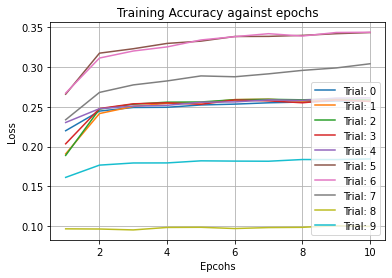 Training Accuracy against epochs
0.35
0.30
0.25
0.20
0.15
0.10
Loss
2
4
6
8
10
Epcohs
Trial: 0
Trial: 1
Trial: 2
Trial: 3
Trial: 4
Trial: 5
Trial: 6
Trial: 7
Trial: 8
Trial: 9